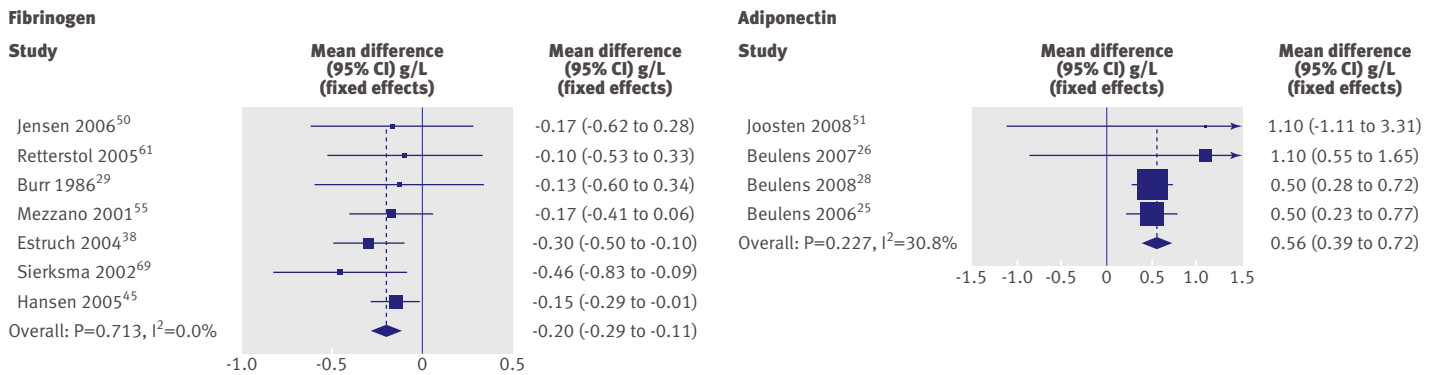 Fibrinogen
Study
Mean difference
(95% CI) g/L
(fixed effects)
Mean difference
(95% CI) g/L
(fixed effects)
Jensen 2006⁵⁰ -0.17 (-0.62 to 0.28)
Retterstol 2005⁶¹ -0.10 (-0.53 to 0.33)
Burr 1986²⁹ -0.13 (-0.60 to 0.34)
Mezzano 2001⁵⁵ -0.17 (-0.41 to 0.06)
Estruch 2004³⁸ -0.30 (-0.50 to -0.10)
Sierksma 2002⁶⁹ -0.46 (-0.83 to -0.09)
Hansen 2005⁴⁵ -0.15 (-0.29 to -0.01)
Overall: P=0.713, I²=0.0% -0.20 (-0.29 to -0.11)
-1.0 -0.5 0 0.5
Adiponectin
Study
Mean difference
(95% CI) g/L
(fixed effects)
Mean difference
(95% CI) g/L
(fixed effects)
Joosten 2008⁵¹ 1.10 (-1.11 to 3.31)
Beulens 2007²⁶ 1.10 (0.55 to 1.65)
Beulens 2008²⁸ 0.50 (0.28 to 0.72)
Beulens 2006²⁵ 0.50 (0.23 to 0.77)
Overall: P=0.227, I²=30.8% 0.56 (0.39 to 0.72)
-1.5 -1.0 -0.5 0 0.5 1.0 1.5